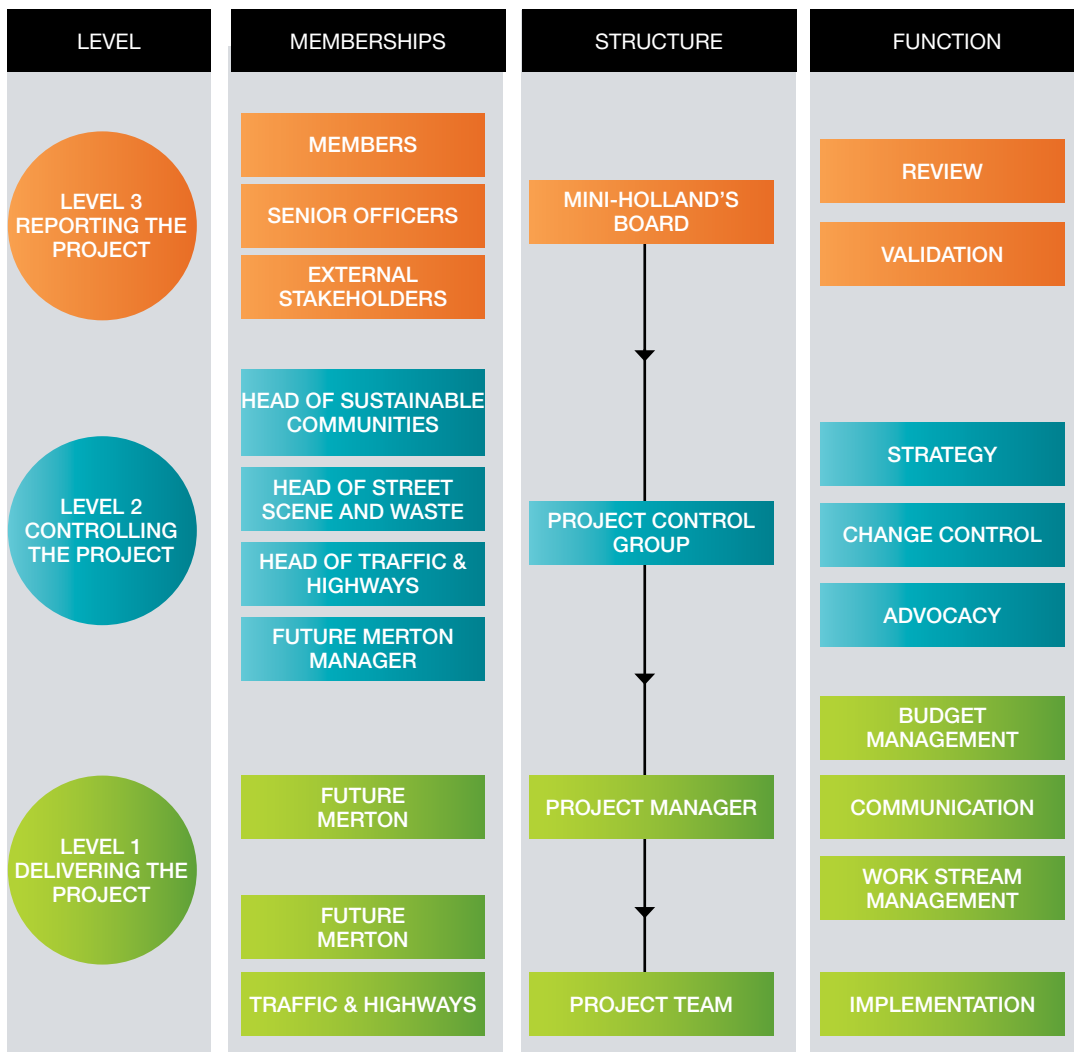 LEVEL
MEMBERSHIPS
STRUCTURE
FUNCTION
LEVEL 3
REPORTING THE
PROJECT
MEMBERS
SENIOR OFFICERS
EXTERNAL
STAKEHOLDERS
MINI-HOLLAND'S
BOARD
REVIEW
VALIDATION
LEVEL 2
CONTROLLING
THE PROJECT
HEAD OF SUSTAINABLE
COMMUNITIES
HEAD OF STREET
SCENE AND WASTE
HEAD OF TRAFFIC &
HIGHWAYS
FUTURE MERTON
MANAGER
PROJECT CONTROL
GROUP
STRATEGY
CHANGE CONTROL
ADVOCACY
LEVEL 1
DELIVERING THE
PROJECT
FUTURE
MERTON
FUTURE
MERTON
TRAFFIC & HIGHWAYS
PROJECT MANAGER
PROJECT TEAM
BUDGET
MANAGEMENT
COMMUNICATION
WORK STREAM
MANAGEMENT
IMPLEMENTATION